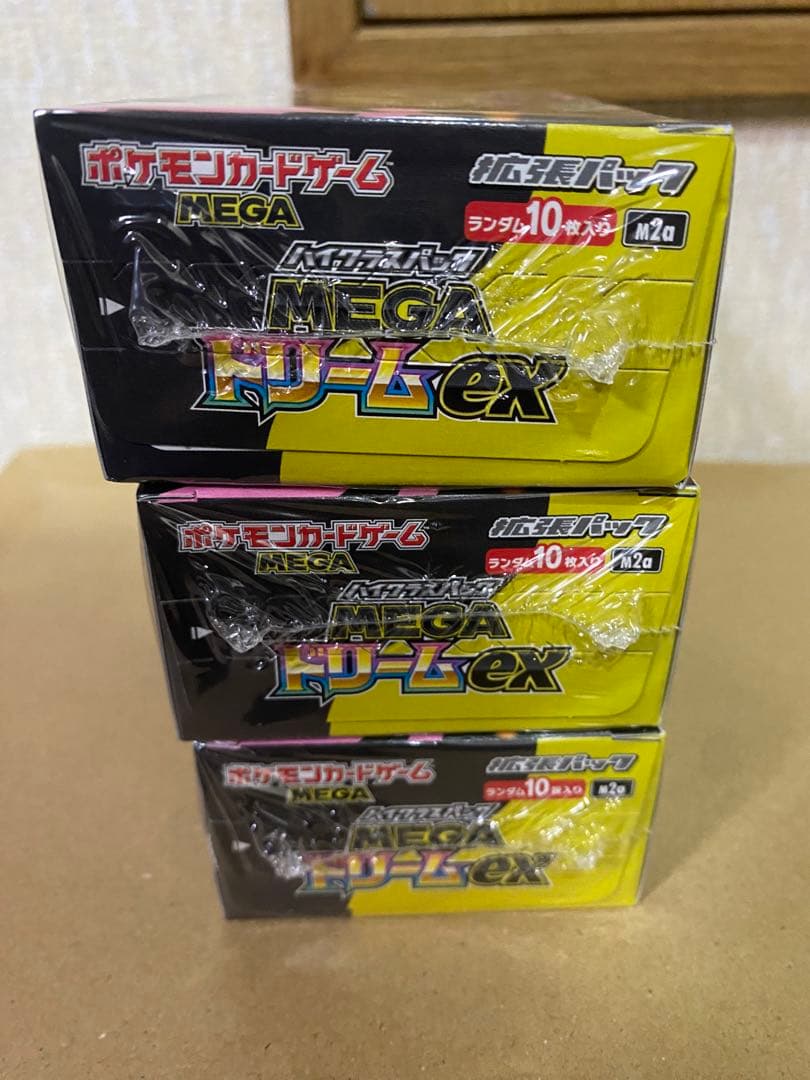 ポケモンカードゲーム
MEGA
拡張パック
ランダム10枚入り
M2a
ハイクラスパック
MEGA
ドリームex
ポケモンカードゲーム
MEGA
拡張パック
ランダム10枚入り
M2a
ハイクラスパック
MEGA
ドリームex
ポケモンカードゲーム
MEGA
拡張パック
ランダム10枚入り
M2a
ハイクラスパック
MEGA
ドリームex